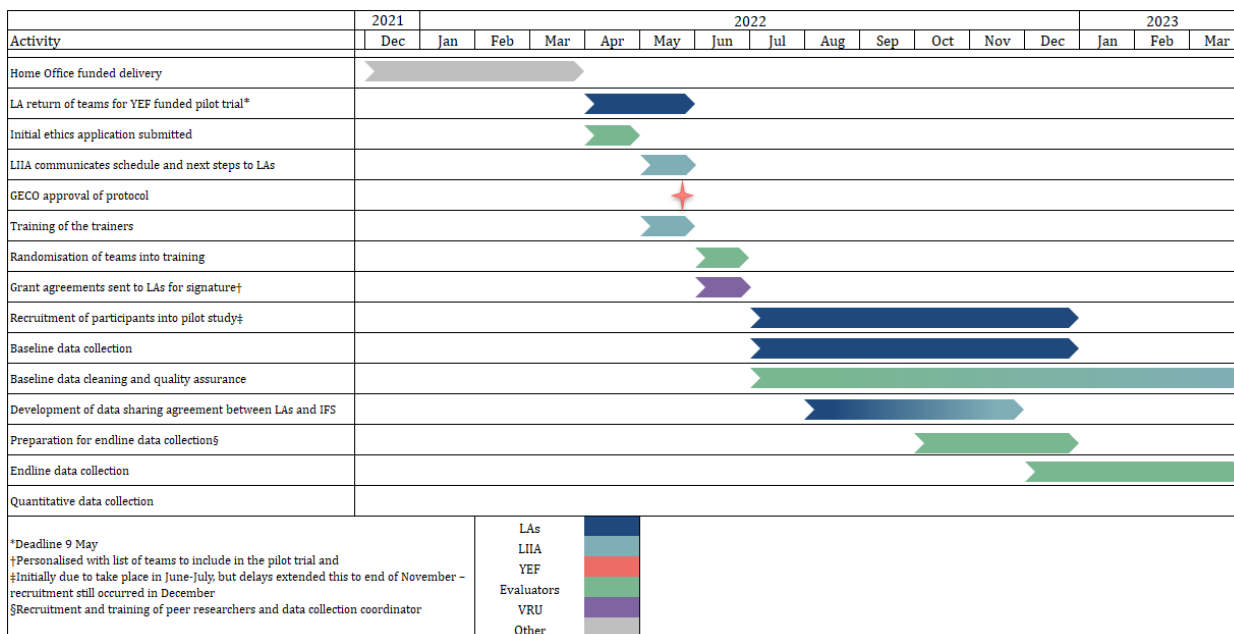 2021 2022 2023
Activity Dec Jan Feb Mar Apr May Jun Jul Aug Sep Oct Nov Dec Jan Feb Mar
Home Office funded delivery
LA return of teams for YEF funded pilot trial*
Initial ethics application submitted
LIIA communicates schedule and next steps to LAs
GECO approval of protocol
Training of the trainers
Randomisation of teams into training
Grant agreements sent to LAs for signature†
Recruitment of participants into pilot study‡
Baseline data collection
Baseline data cleaning and quality assurance
Development of data sharing agreement between LAs and IFS
Preparation for endline data collection§
Endline data collection
Quantitative data collection
*Deadline 9 May
†Personalised with list of teams to include in the pilot trial and
‡Initially due to take place in June-July, but delays extended this to end of November –
recruitment still occurred in December
§Recruitment and training of peer researchers and data collection coordinator
LAs
LIIA
YEF
Evaluators
VRU
Other